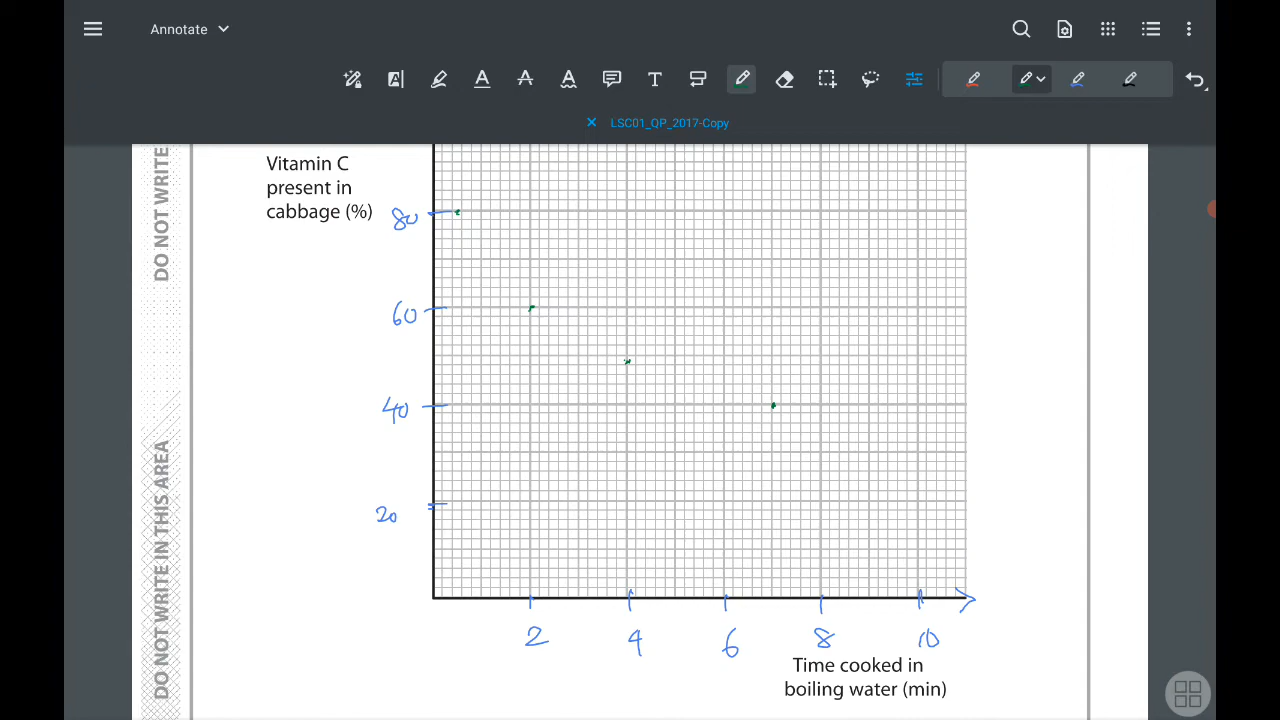 Annotate
LSC01_QP_2017-Copy
DO NOT WRITE
Vitamin C
present in
cabbage (%)
80
60
40
20
DO NOT WRITE IN THIS AREA
2 4 6 8 10
Time cooked in
boiling water (min)